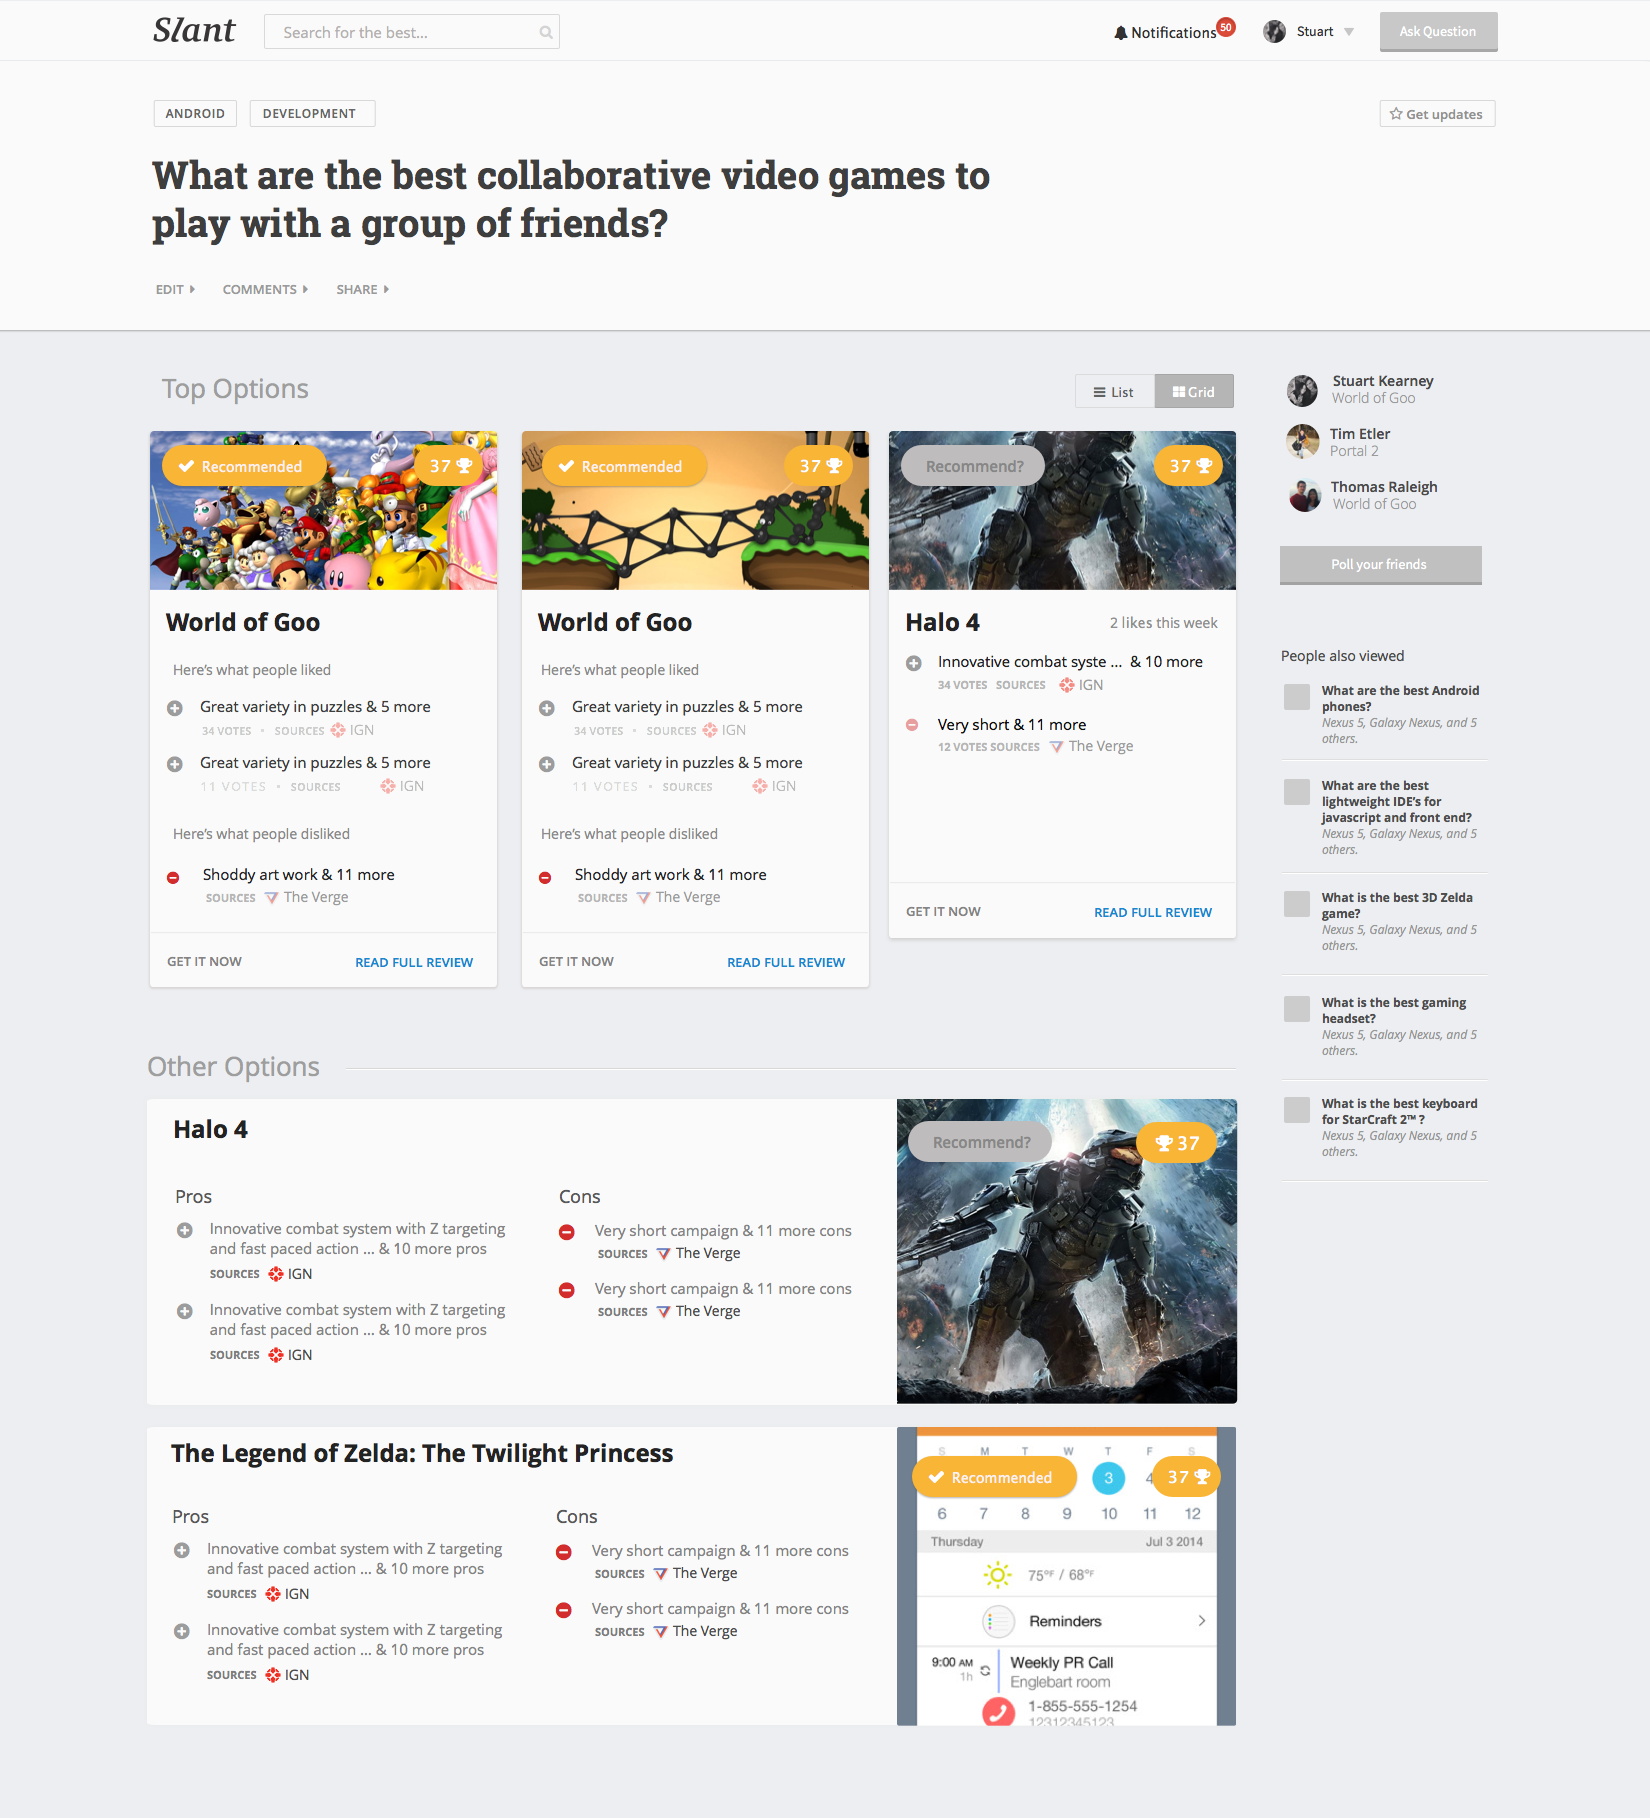 Slant
Search for the best...
Notifications
50
Stuart
Ask Question
ANDROID
DEVELOPMENT
Get updates
What are the best collaborative video games to
play with a group of friends?
EDIT
COMMENTS
SHARE
Top Options
List
Grid
Recommended
37
World of Goo
Here's what people liked
Great variety in puzzles & 5 more
34 VOTES • SOURCES IGN
Great variety in puzzles & 5 more
11 VOTES • SOURCES IGN
Here's what people disliked
Shoddy art work & 11 more
SOURCES The Verge
GET IT NOW
READ FULL REVIEW
Recommended
37
World of Goo
Here's what people liked
Great variety in puzzles & 5 more
34 VOTES • SOURCES IGN
Great variety in puzzles & 5 more
11 VOTES • SOURCES IGN
Here's what people disliked
Shoddy art work & 11 more
SOURCES The Verge
GET IT NOW
READ FULL REVIEW
Recommend?
37
Halo 4
2 likes this week
Innovative combat syste ... & 10 more
34 VOTES SOURCES IGN
Very short & 11 more
12 VOTES SOURCES The Verge
GET IT NOW
READ FULL REVIEW
Stuart Kearney
World of Goo
Tim Etler
Portal 2
Thomas Raleigh
World of Goo
Poll your friends
People also viewed
What are the best Android
phones?
Nexus 5, Galaxy Nexus, and 5
others.
What are the best
lightweight IDE's for
javascript and front end?
Nexus 5, Galaxy Nexus, and 5
others.
What is the best 3D Zelda
game?
Nexus 5, Galaxy Nexus, and 5
others.
What is the best gaming
headset?
Nexus 5, Galaxy Nexus, and 5
others.
What is the best keyboard
for StarCraft 2™ ?
Nexus 5, Galaxy Nexus, and 5
others.
Other Options
Halo 4
Pros
Innovative combat system with Z targeting
and fast paced action ... & 10 more pros
SOURCES IGN
Innovative combat system with Z targeting
and fast paced action ... & 10 more pros
SOURCES IGN
Cons
Very short campaign & 11 more cons
SOURCES The Verge
Very short campaign & 11 more cons
SOURCES The Verge
Recommend?
37
The Legend of Zelda: The Twilight Princess
Pros
Innovative combat system with Z targeting
and fast paced action ... & 10 more pros
SOURCES IGN
Innovative combat system with Z targeting
and fast paced action ... & 10 more pros
SOURCES IGN
Cons
Very short campaign & 11 more cons
SOURCES The Verge
Very short campaign & 11 more cons
SOURCES The Verge
S M T W T F S
Recommended
3 4
37
6 7 8 9 10 11 12
Thursday Jul 3 2014
75°F / 68°F
Reminders
9:00 AM Weekly PR Call
1h Englebart room
1-855-555-1254
12312345123